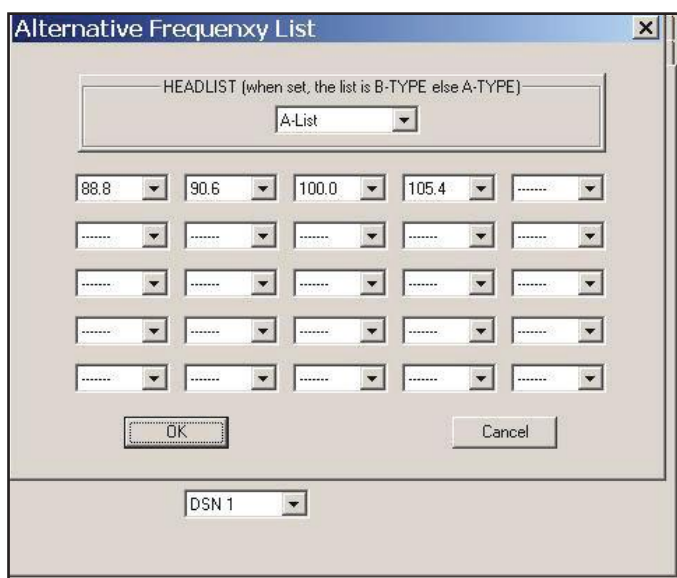 Alternative Frequenxy List
HEADLIST (when set, the list is B-TYPE else A-TYPE)
A-List
88.8 90.6 100.0 105.4 -------
------- ------- ------- ------- -------
------- ------- ------- ------- -------
------- ------- ------- ------- -------
------- ------- ------- ------- -------
OK Cancel
DSN 1